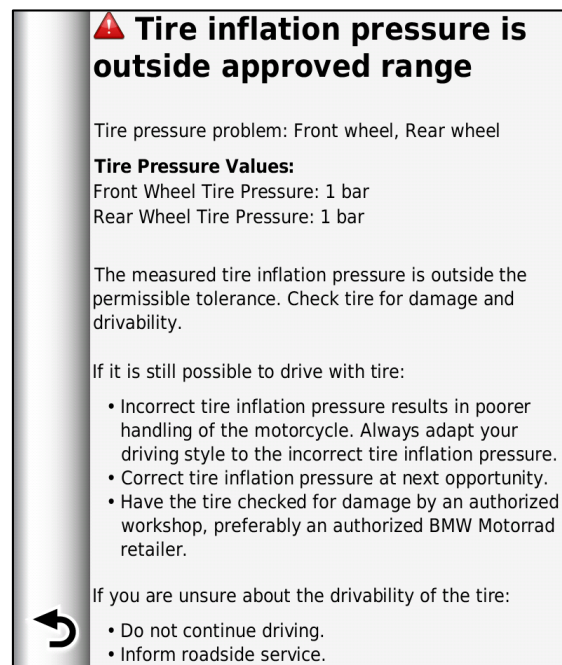 Tire inflation pressure is
outside approved range
Tire pressure problem: Front wheel, Rear wheel
Tire Pressure Values:
Front Wheel Tire Pressure: 1 bar
Rear Wheel Tire Pressure: 1 bar
The measured tire inflation pressure is outside the
permissible tolerance. Check tire for damage and
drivability.
If it is still possible to drive with tire:
• Incorrect tire inflation pressure results in poorer
handling of the motorcycle. Always adapt your
driving style to the incorrect tire inflation pressure.
• Correct tire inflation pressure at next opportunity.
• Have the tire checked for damage by an authorized
workshop, preferably an authorized BMW Motorrad
retailer.
If you are unsure about the drivability of the tire:
• Do not continue driving.
• Inform roadside service.